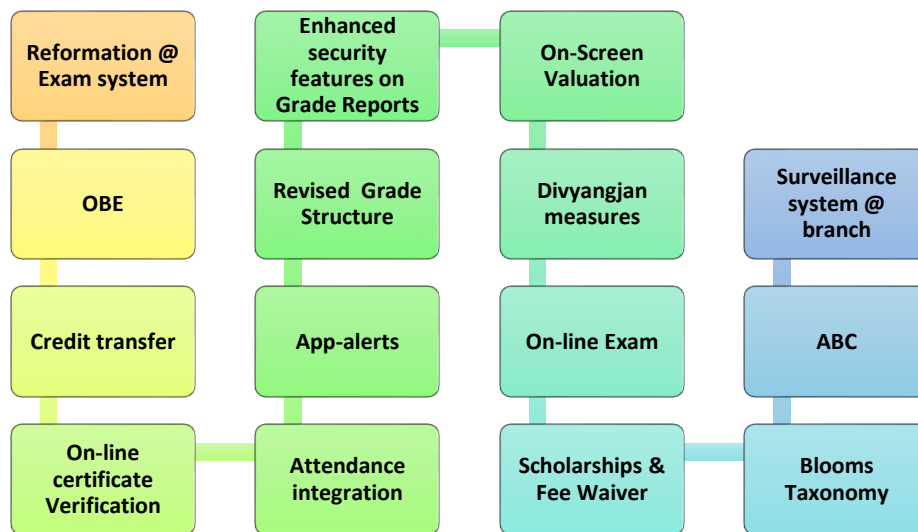 Reformation @
Exam system
OBE
Credit transfer
On-line
certificate
Verification
Attendance
integration
App-alerts
Revised Grade
Structure
Enhanced
security
features on
Grade Reports
On-Screen
Valuation
Divyangjan
measures
On-line Exam
Scholarships &
Fee Waiver
Blooms
Taxonomy
ABC
Surveillance
system @
branch